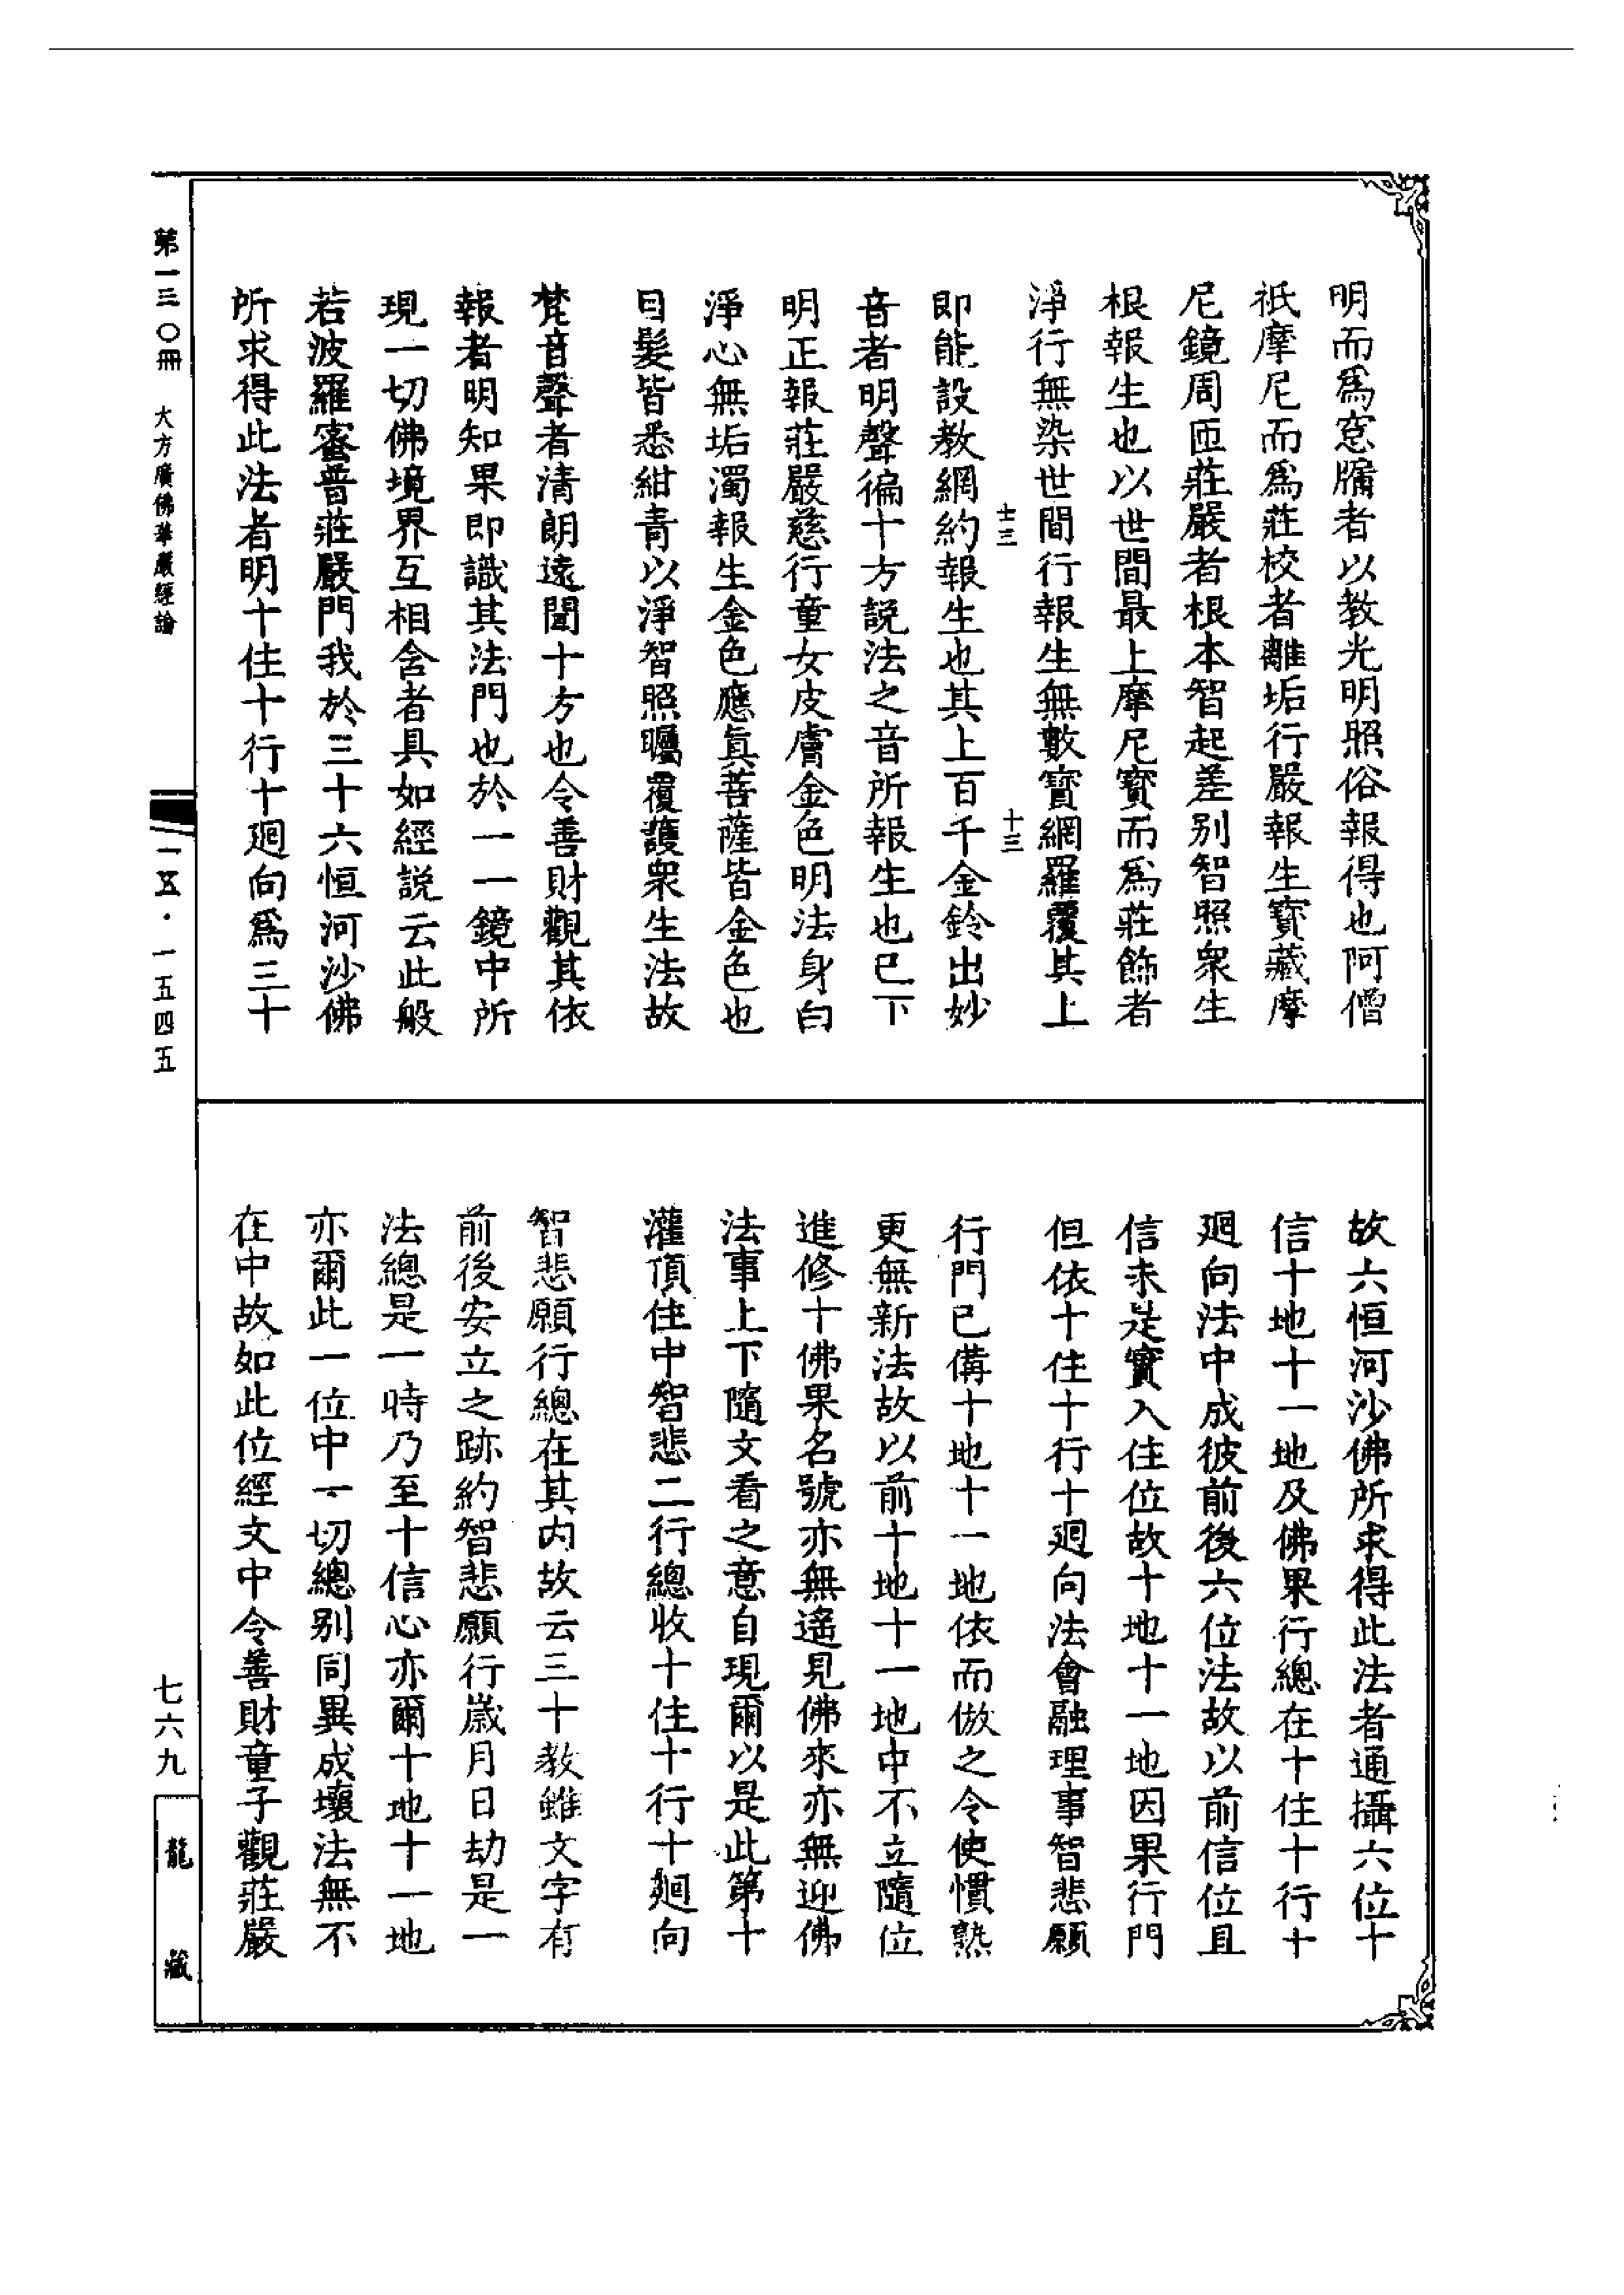 明而爲窓牖者以教光明照俗報得也阿僧
祇摩尼而爲莊校者離垢行嚴報生寳藏摩
尼鏡周匝莊嚴者根本智起差别智照衆生
根報生也以世間最上摩尼寳而爲莊飾者
淨行無染世間行報生無數寳網羅覆其上
十三
十三
即能設教網約報生也其上百千金鈴出妙
音者明聲徧十方説法之音所報生也已下
明正報莊嚴慈行童女皮膚金色明法身白
淨心無垢濁報生金色應真菩薩皆金色也
目髮皆悉紺青以淨智照矚覆護衆生法故
梵音聲者清朗遠聞十方也令善財觀其依
報者明知果即識其法門也於一一鏡中所
現一切佛境界互相含者具如經説云此般
若波羅蜜普莊嚴門我於三十六恒河沙佛
所求得此法者明十住十行十廻向爲三十
故六恒河沙佛所求得此法者通攝六位十
信十地十一地及佛果行總在十住十行十
廻向法中成彼前後六位法故以前信位且
信未是實入住位故十地十一地因果行門
但依十住十行十廻向法會融理事智悲願
行門已備十地十一地依而倣之令使慣熟
更無新法故以前十地十一地中不立隨位
進修十佛果名號亦無遙見佛來亦無迎佛
法事上下隨文看之意自現爾以是此第十
灌頂住中智悲二行總收十住十行十廻向
智悲願行總在其内故云三十教雖文字有
前後安立之跡約智悲願行嵗月日劫是一
法總是一時乃至十信心亦爾十地十一地
亦爾此一位中一切總别同異成壞法無不
在中故如此位經文中令善財童子觀莊嚴
第一三〇冊 大方廣佛華嚴經論
一五·一五四五
七六九
龍藏